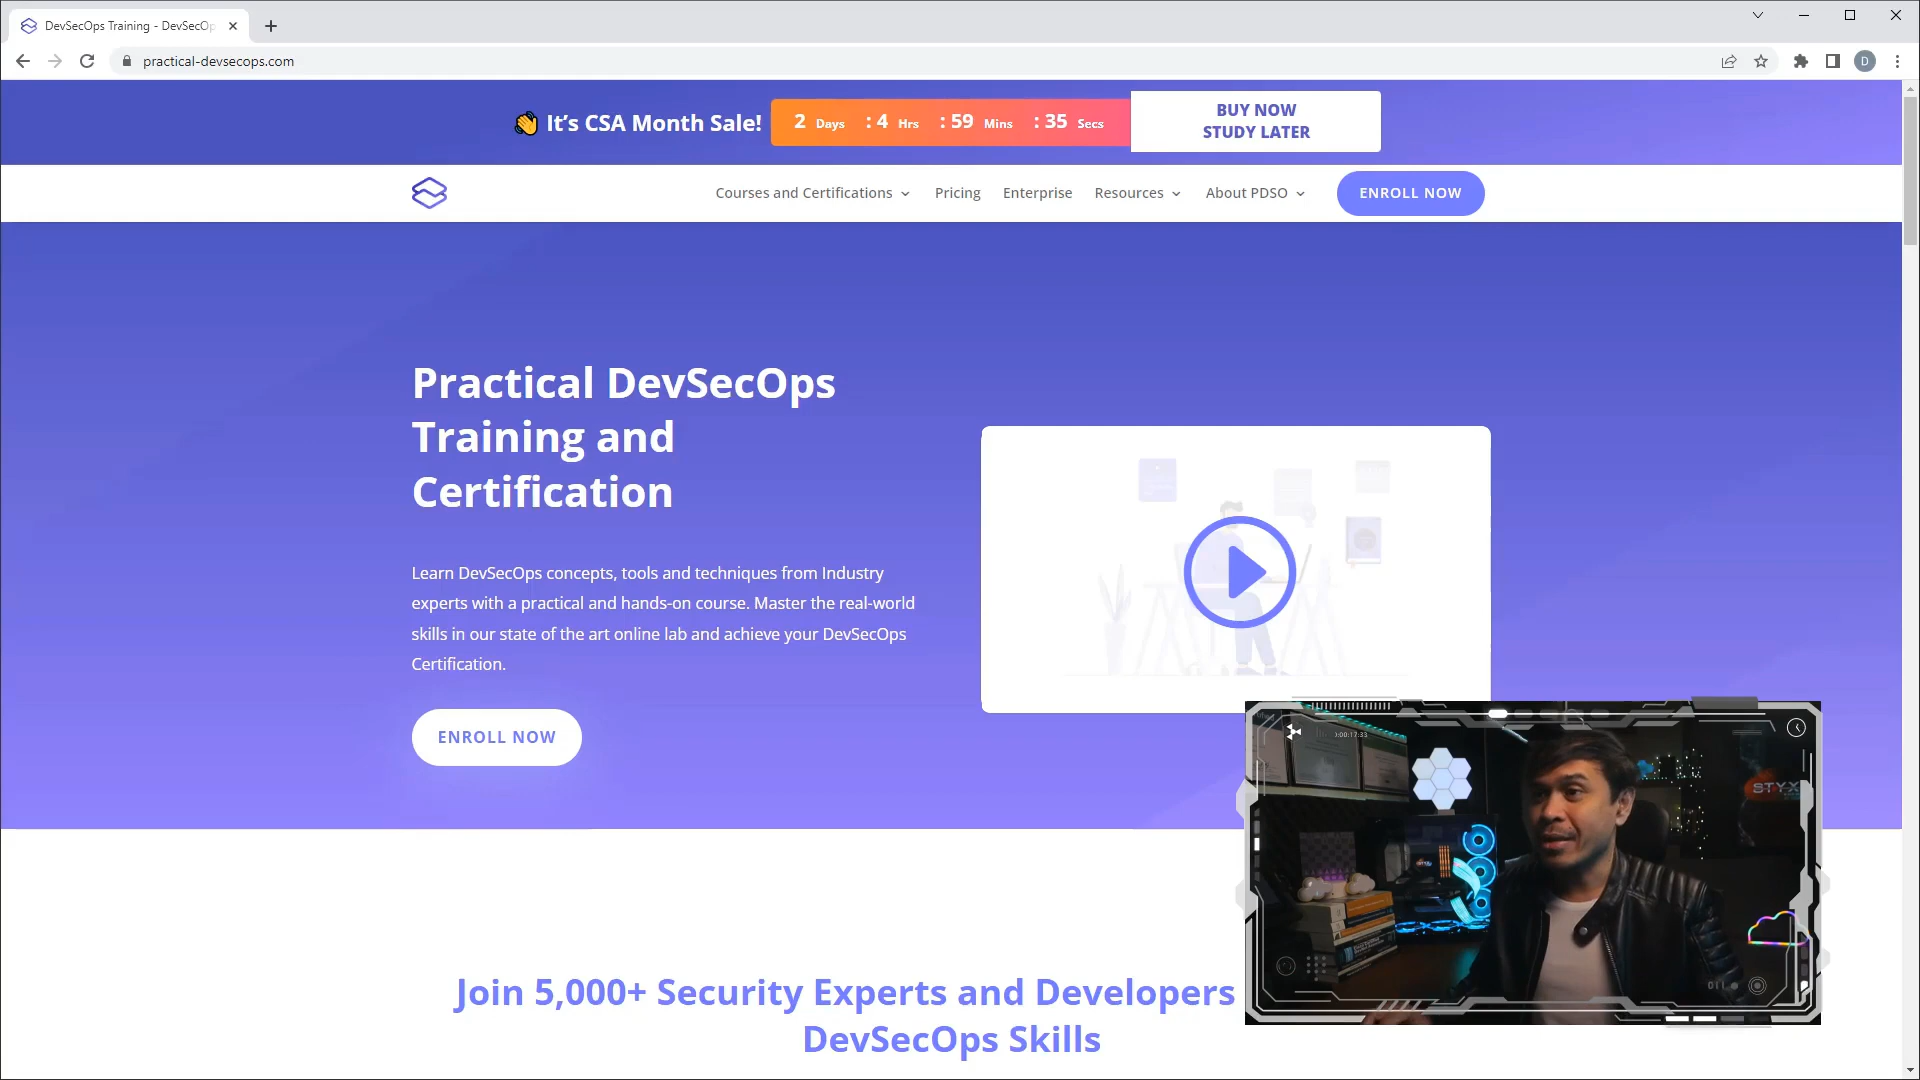 DevSecOps Training - DevSecOp
practical-devsecops.com
D
👋 It's CSA Month Sale!
2 Days : 4 Hrs : 59 Mins : 35 Secs
BUY NOW
STUDY LATER
Courses and Certifications
Pricing
Enterprise
Resources
About PDSO
ENROLL NOW
Practical DevSecOps
Training and
Certification
Learn DevSecOps concepts, tools and techniques from Industry
experts with a practical and hands-on course. Master the real-world
skills in our state of the art online lab and achieve your DevSecOps
Certification.
ENROLL NOW
Join 5,000+ Security Experts and Developers
DevSecOps Skills
:00:17:33
STYX